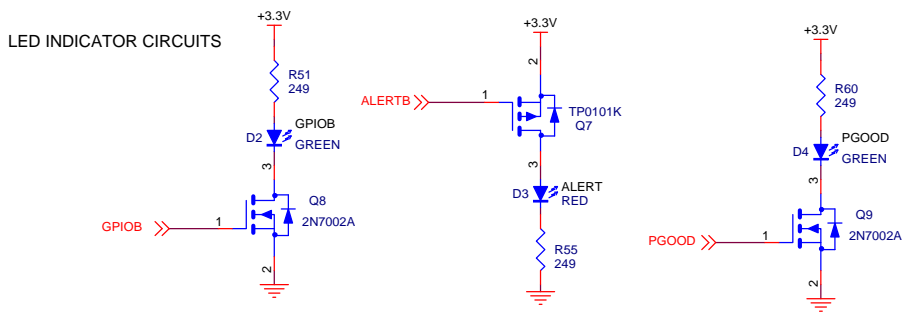 LED INDICATOR CIRCUITS
+3.3V
R51
249
GPIOB
D2
GREEN
3
Q8
2N7002A
GPIOB
1
2
+3.3V
2
ALERTB
1
TP0101K
Q7
3
ALERT
D3
RED
R55
249
+3.3V
R60
249
PGOOD
D4
GREEN
3
Q9
2N7002A
PGOOD
1
2